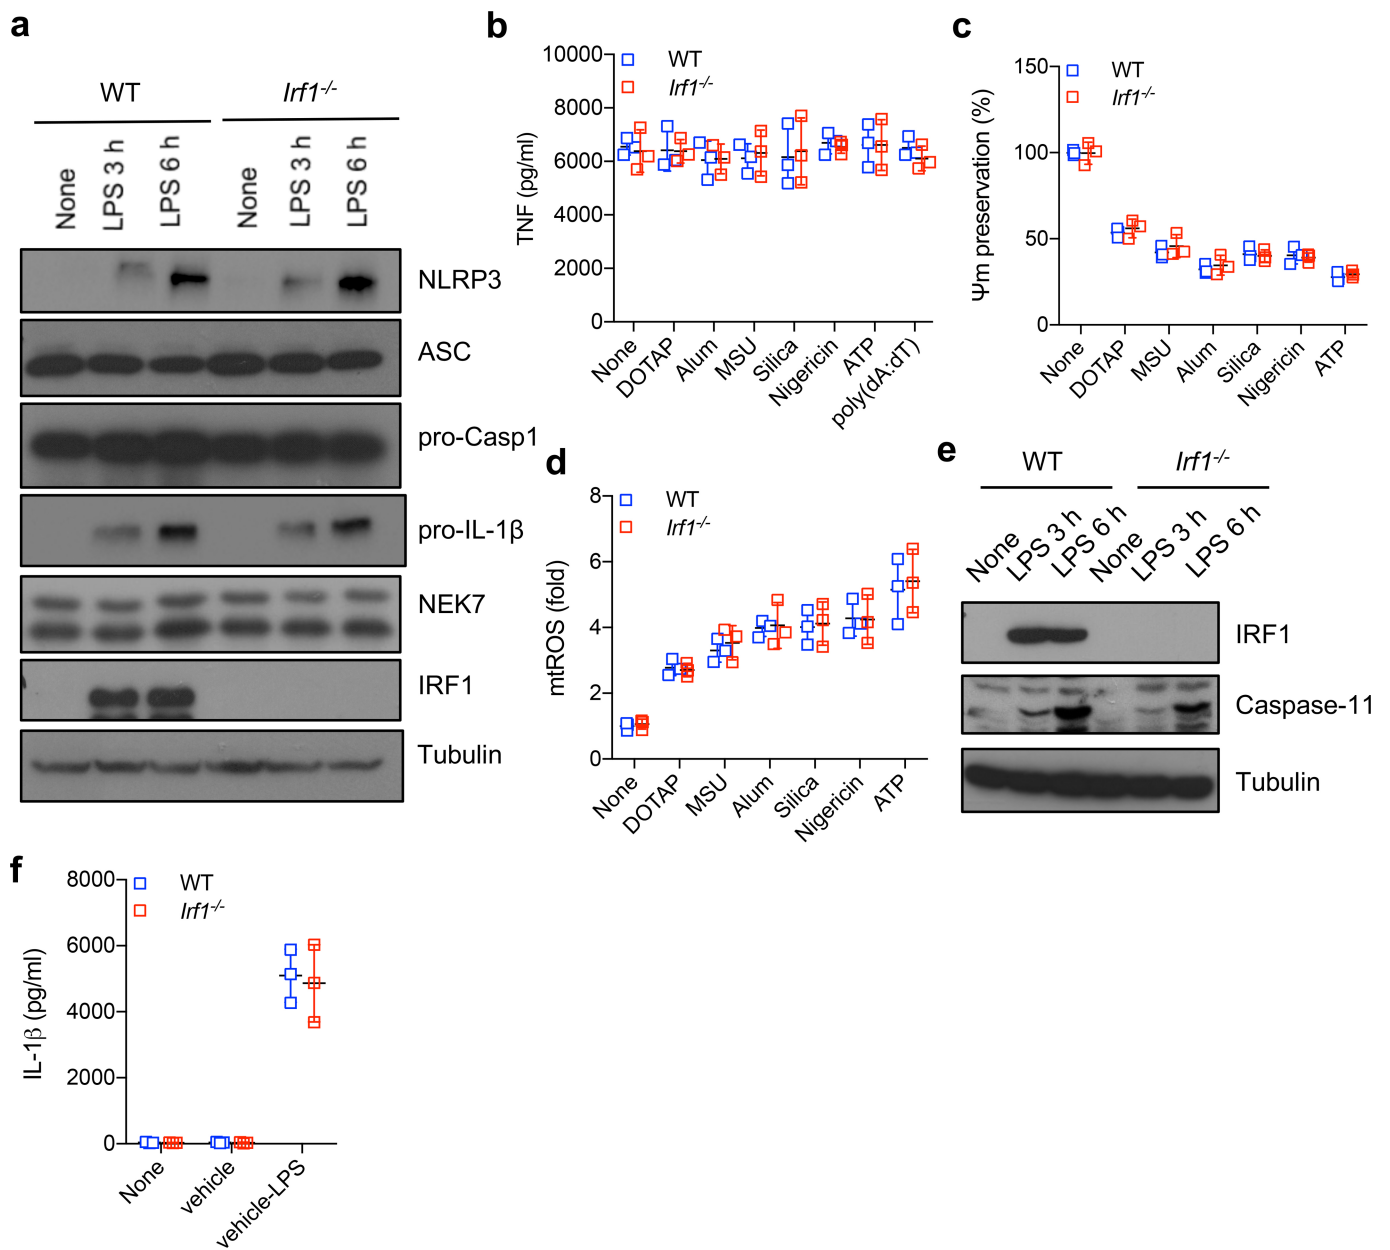 a
WT
Irf1-/-
None
LPS 3 h
LPS 6 h
None
LPS 3 h
LPS 6 h
NLRP3
ASC
pro-Casp1
pro-IL-1β
NEK7
IRF1
Tubulin
b
WT
Irf1-/-
TNF (pg/ml)
10000
8000
6000
4000
2000
0
None
DOTAP
Alum
MSU
Silica
Nigericin
ATP
poly(dA:dT)
c
WT
Irf1-/-
Ψm preservation (%)
150
100
50
0
None
DOTAP
MSU
Alum
Silica
Nigericin
ATP
d
WT
Irf1-/-
mtROS (fold)
8
6
4
2
0
None
DOTAP
MSU
Alum
Silica
Nigericin
ATP
e
WT
Irf1-/-
None
LPS 3 h
LPS 6 h
None
LPS 3 h
LPS 6 h
IRF1
Caspase-11
Tubulin
f
WT
Irf1-/-
IL-1β (pg/ml)
8000
6000
4000
2000
0
None
vehicle
vehicle-LPS